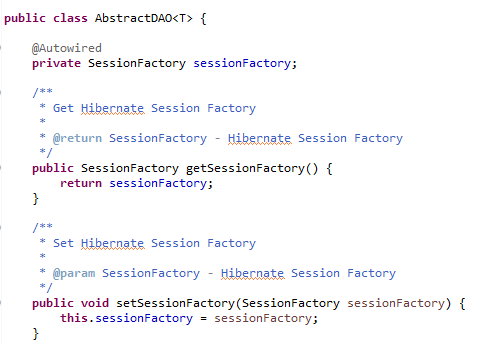 public class AbstractDAO<T> {
@Autowired
private SessionFactory sessionFactory;
/**
* Get Hibernate Session Factory
*
* @return SessionFactory - Hibernate Session Factory
*/
public SessionFactory getSessionFactory() {
return sessionFactory;
}
/**
* Set Hibernate Session Factory
*
* @param SessionFactory - Hibernate Session Factory
*/
public void setSessionFactory(SessionFactory sessionFactory) {
this.sessionFactory = sessionFactory;
}